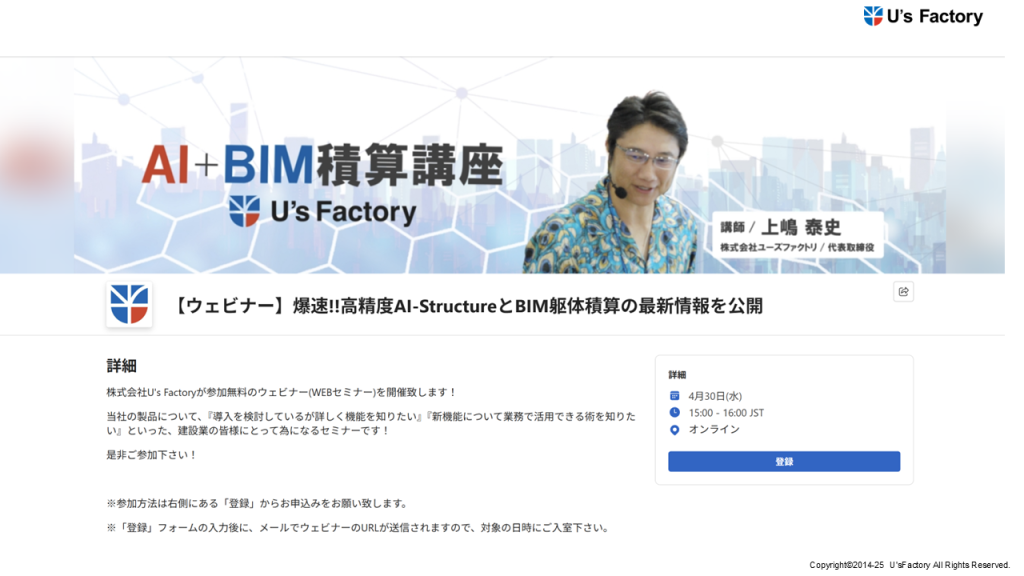 U's Factory
AI+BIM積算講座
U's Factory
講師 / 上嶋 泰史
株式会社ユーズファクトリ / 代表取締役
【ウェビナー】爆速!!高精度AI-StructureとBIM躯体積算の最新情報を公開
詳細
株式会社U's Factoryが参加無料のウェビナー(WEBセミナー)を開催致します！
当社の製品について、『導入を検討しているが詳しく機能を知りたい』『新機能について業務で活用できる術を知りた
い』といった、建設業の皆様にとって為になるセミナーです！
是非ご参加下さい！
※参加方法は右側にある「登録」からお申込みをお願い致します。
※「登録」フォームの入力後に、メールでウェビナーのURLが送信されますので、対象の日時にご入室下さい。
詳細
4月30日(水)
15:00 - 16:00 JST
オンライン
登録
Copyright©2014-25 U'sFactory All Rights Reserved.